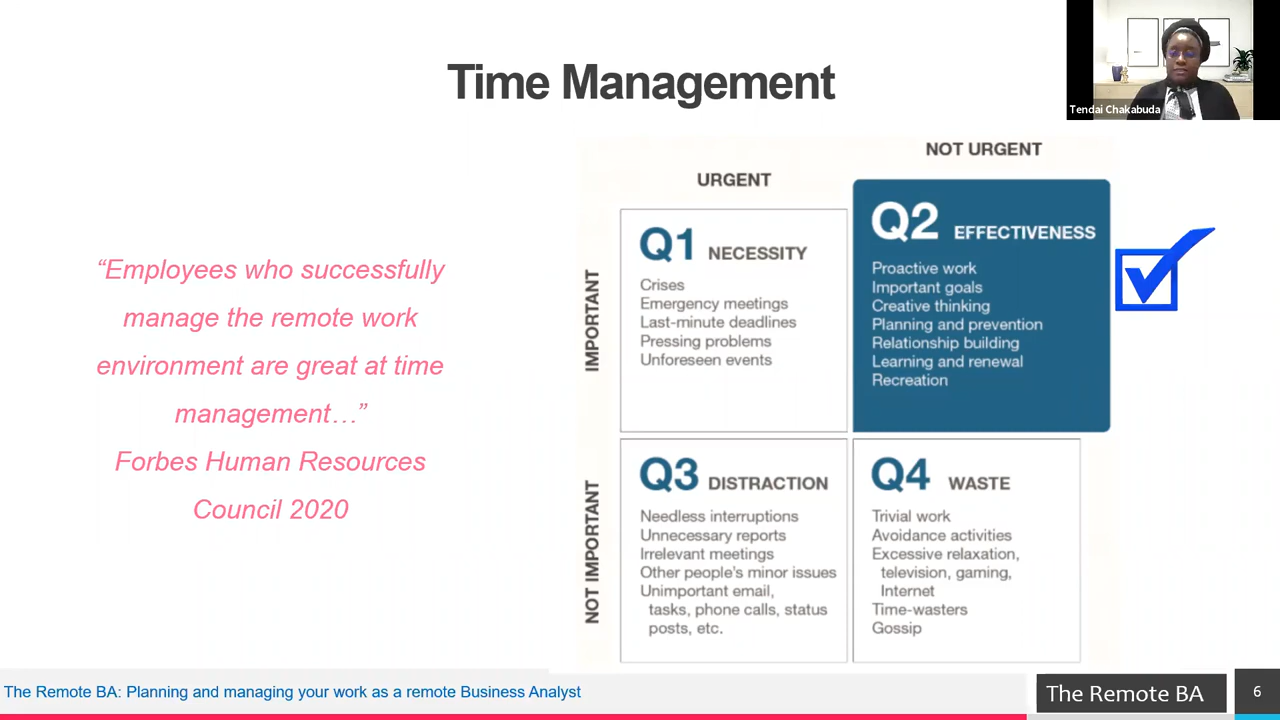 Time Management
Tendai Chakabuda
“Employees who successfully
manage the remote work
environment are great at time
management…”
Forbes Human Resources
Council 2020
URGENT
NOT URGENT
IMPORTANT
Q1 NECESSITY
Crises
Emergency meetings
Last-minute deadlines
Pressing problems
Unforeseen events
Q2 EFFECTIVENESS
Proactive work
Important goals
Creative thinking
Planning and prevention
Relationship building
Learning and renewal
Recreation
NOT IMPORTANT
Q3 DISTRACTION
Needless interruptions
Unnecessary reports
Irrelevant meetings
Other people’s minor issues
Unimportant email,
tasks, phone calls, status
posts, etc.
Q4 WASTE
Trivial work
Avoidance activities
Excessive relaxation,
television, gaming,
Internet
Time-wasters
Gossip
The Remote BA: Planning and managing your work as a remote Business Analyst
The Remote BA
6